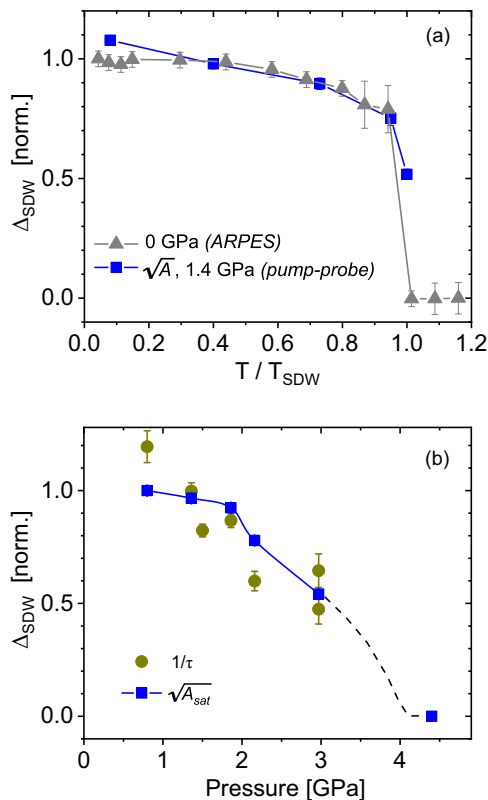 (a)
Δ_SDW [norm.]
1.0
0.5
0.0
0 GPa (ARPES)
√A, 1.4 GPa (pump-probe)
0.0 0.2 0.4 0.6 0.8 1.0 1.2
T / T_SDW
(b)
Δ_SDW [norm.]
1.0
0.5
0.0
1/τ
√A_sat
0 1 2 3 4
Pressure [GPa]